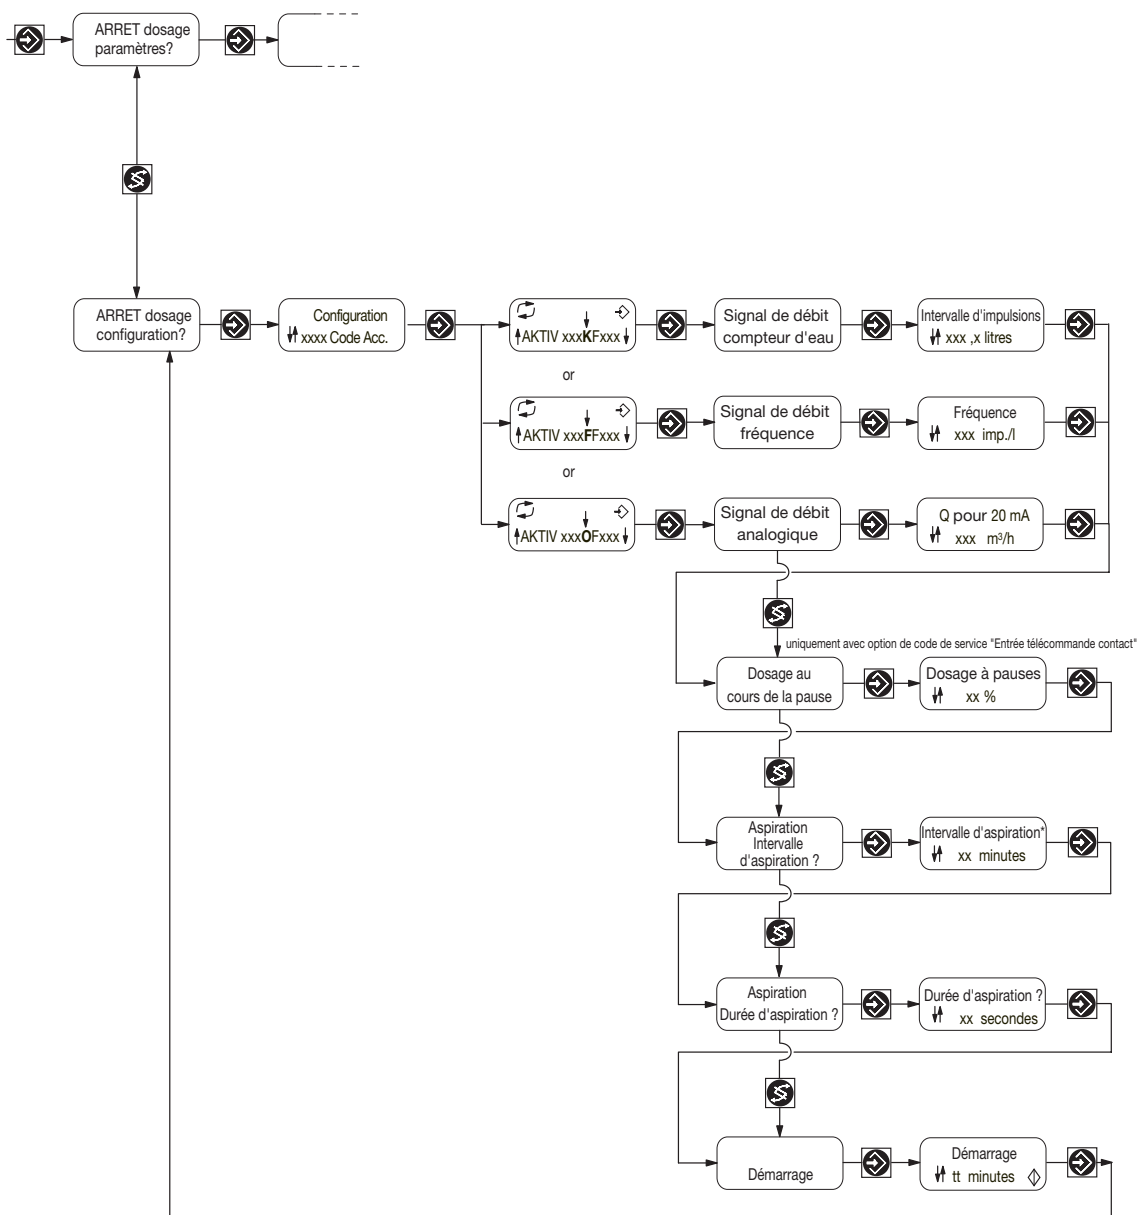 ARRET dosage
paramètres?
ARRET dosage
configuration?
Configuration
xxxx Code Acc.
AKTIV xxxKFxxx
Signal de débit
compteur d'eau
Intervalle d'impulsions
xxx ,x litres
or
AKTIV xxxFFxxx
Signal de débit
fréquence
Fréquence
xxx imp./l
or
AKTIV xxxOFxxx
Signal de débit
analogique
Q pour 20 mA
xxx m³/h
uniquement avec option de code de service "Entrée télécommande contact"
Dosage au
cours de la pause
Dosage à pauses
xx %
Aspiration
Intervalle
d'aspiration ?
Intervalle d'aspiration*
xx minutes
Aspiration
Durée d'aspiration ?
Durée d'aspiration ?
xx secondes
Démarrage
Démarrage
tt minutes